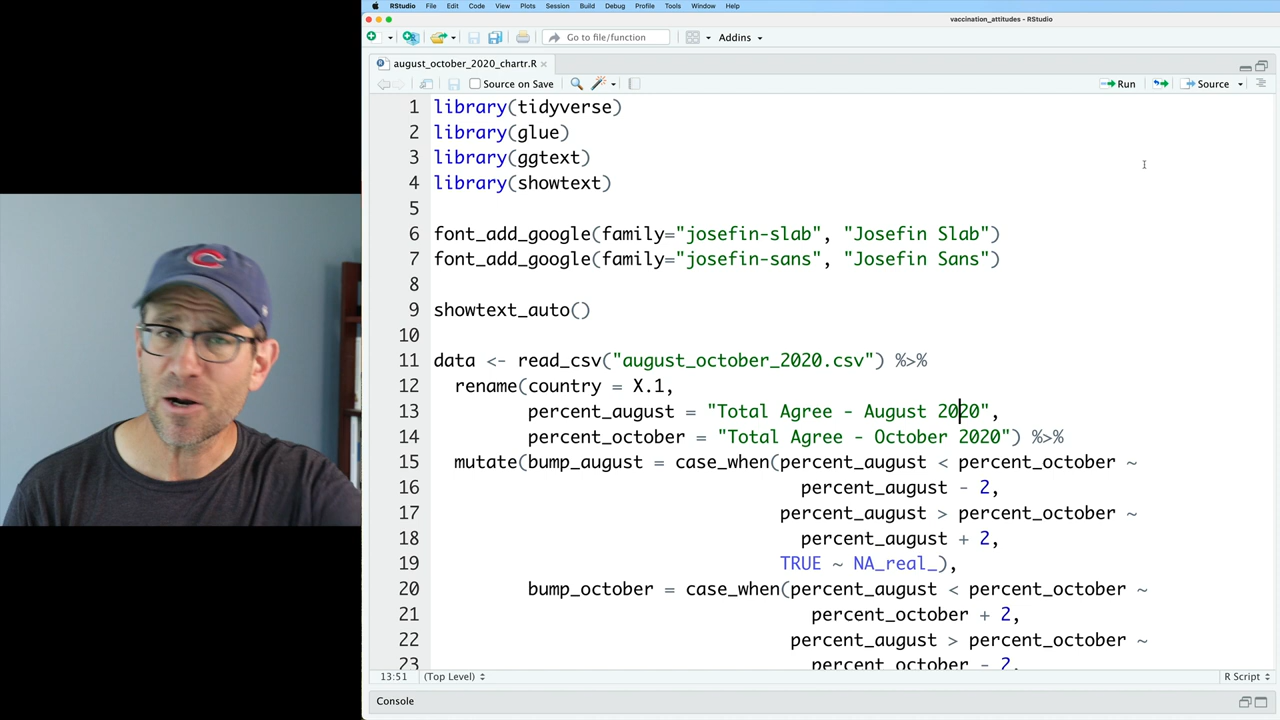 RStudio File Edit Code View Plots Session Build Debug Profile Tools Window Help
vaccination_attitudes - RStudio
Go to file/function Addins
august_october_2020_chartr.R
Source on Save Run Source
1 library(tidyverse)
2 library(glue)
3 library(ggtext)
4 library(showtext)
5
6 font_add_google(family="josefin-slab", "Josefin Slab")
7 font_add_google(family="josefin-sans", "Josefin Sans")
8
9 showtext_auto()
10
11 data <- read_csv("august_october_2020.csv") %>%
12 rename(country = X.1,
13 percent_august = "Total Agree - August 2020",
14 percent_october = "Total Agree - October 2020") %>%
15 mutate(bump_august = case_when(percent_august < percent_october ~
16 percent_august - 2,
17 percent_august > percent_october ~
18 percent_august + 2,
19 TRUE ~ NA_real_),
20 bump_october = case_when(percent_august < percent_october ~
21 percent_october + 2,
22 percent_august > percent_october ~
23 percent_october - 2,
13:51 (Top Level) R Script
Console
C